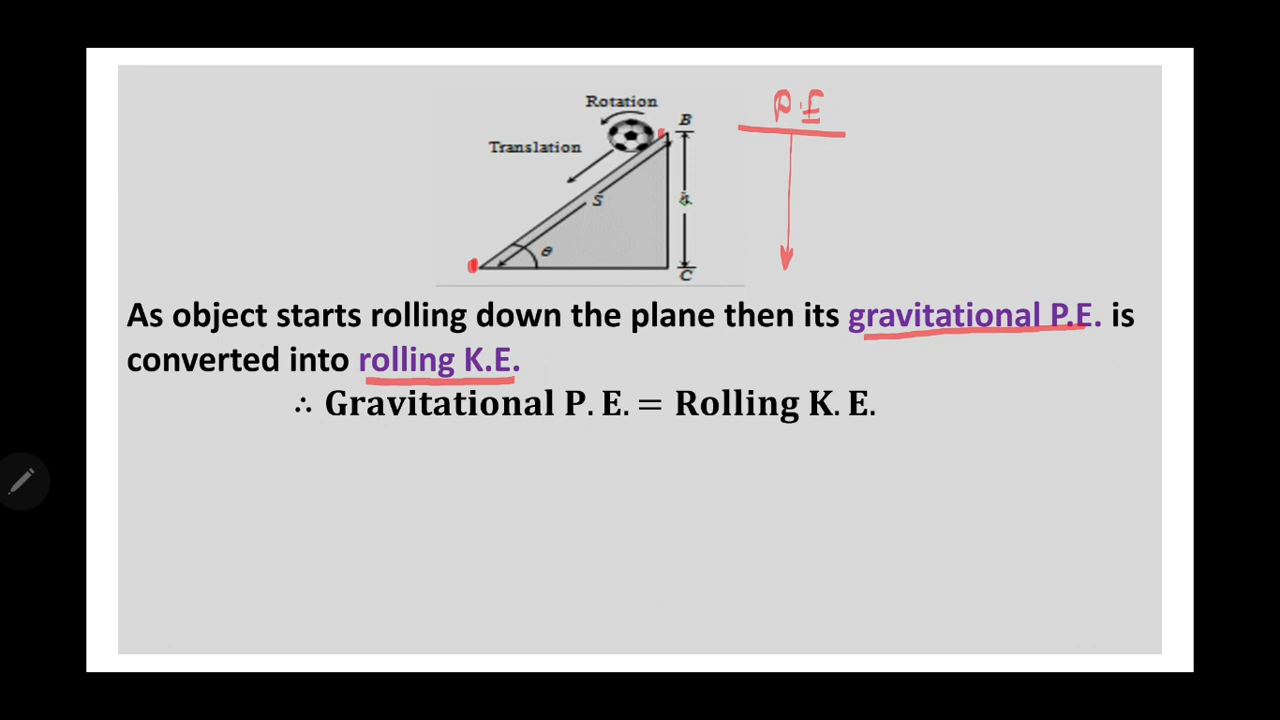 Rotation
B
P.E
Translation
S
h
θ
C
As object starts rolling down the plane then its gravitational P.E. is
converted into rolling K.E.
∴ Gravitational P. E. = Rolling K. E.